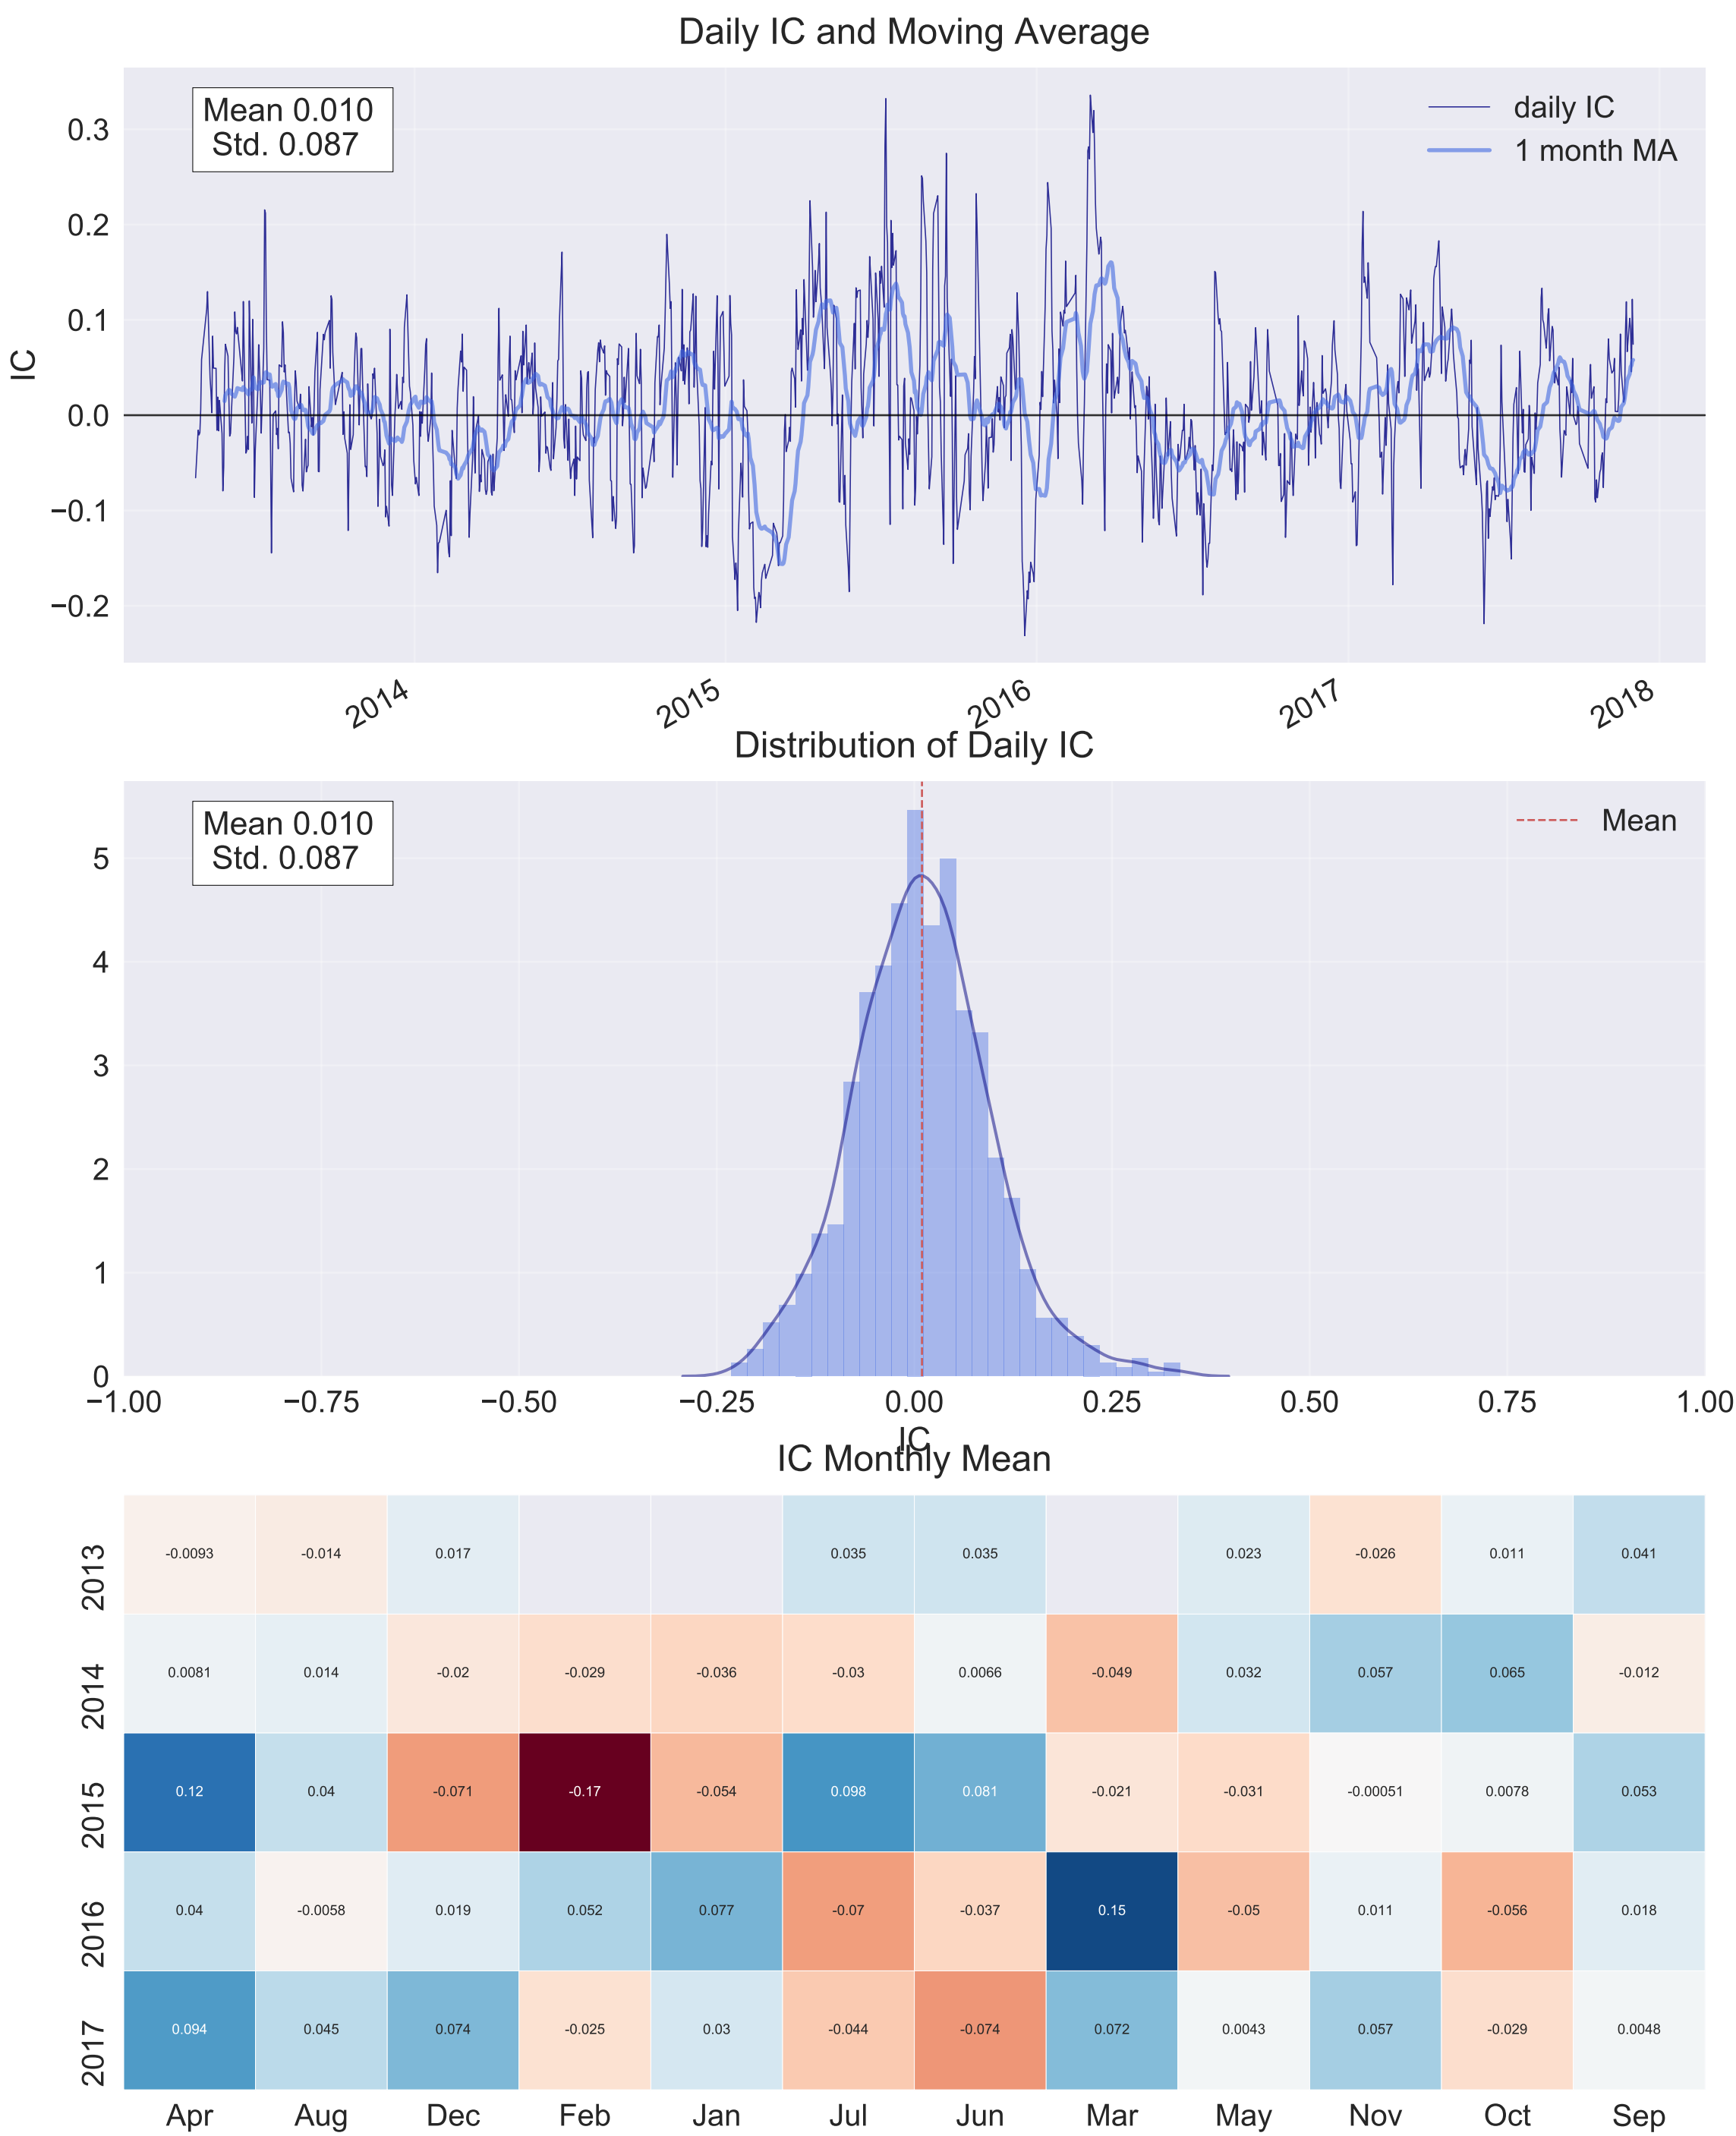 Daily IC and Moving Average
Mean 0.010
Std. 0.087
daily IC
1 month MA
IC
0.3
0.2
0.1
0.0
−0.1
−0.2
2014
2015
2016
2017
2018
Distribution of Daily IC
Mean 0.010
Std. 0.087
Mean
5
4
3
2
1
0
−1.00 −0.75 −0.50 −0.25 0.00 0.25 0.50 0.75 1.00
IC
IC Monthly Mean
2013 -0.0093 -0.014 0.017 0.035 0.035 0.023 -0.026 0.011 0.041
2014 0.0081 0.014 -0.02 -0.029 -0.036 -0.03 0.0066 -0.049 0.032 0.057 0.065 -0.012
2015 0.12 0.04 -0.071 -0.17 -0.054 0.098 0.081 -0.021 -0.031 -0.00051 0.0078 0.053
2016 0.04 -0.0058 0.019 0.052 0.077 -0.07 -0.037 0.15 -0.05 0.011 -0.056 0.018
2017 0.094 0.045 0.074 -0.025 0.03 -0.044 -0.074 0.072 0.0043 0.057 -0.029 0.0048
Apr Aug Dec Feb Jan Jul Jun Mar May Nov Oct Sep